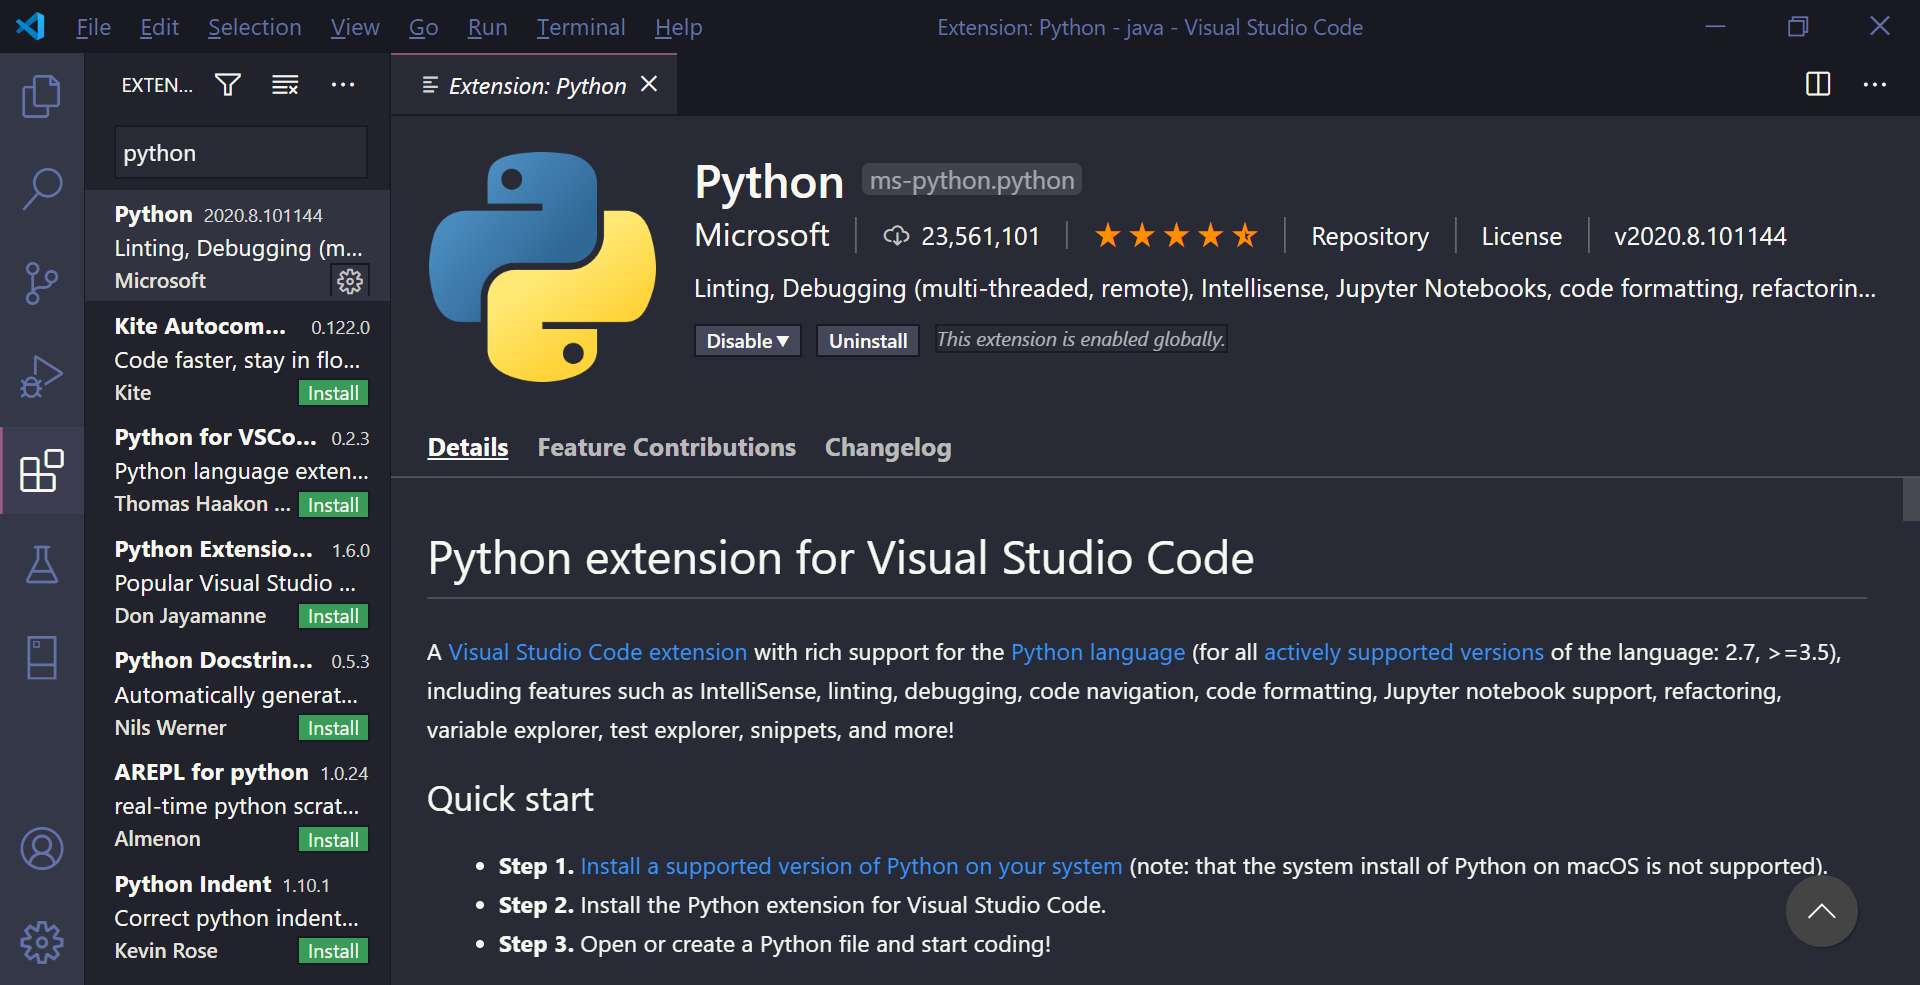 File Edit Selection View Go Run Terminal Help
Extension: Python - java - Visual Studio Code
EXTEN...
Extension: Python
python
Python 2020.8.101144
Linting, Debugging (m...
Microsoft
Kite Autocom... 0.122.0
Code faster, stay in flo...
Kite Install
Python for VSCo... 0.2.3
Python language exten...
Thomas Haakon ... Install
Python Extensio... 1.6.0
Popular Visual Studio ...
Don Jayamanne Install
Python Docstrin... 0.5.3
Automatically generat...
Nils Werner Install
AREPL for python 1.0.24
real-time python scrat...
Almenon Install
Python Indent 1.10.1
Correct python indent...
Kevin Rose Install
Python ms-python.python
Microsoft 23,561,101 Repository License v2020.8.101144
Linting, Debugging (multi-threaded, remote), Intellisense, Jupyter Notebooks, code formatting, refactorin...
Disable Uninstall This extension is enabled globally.
Details Feature Contributions Changelog
Python extension for Visual Studio Code
A Visual Studio Code extension with rich support for the Python language (for all actively supported versions of the language: 2.7, >=3.5),
including features such as IntelliSense, linting, debugging, code navigation, code formatting, Jupyter notebook support, refactoring,
variable explorer, test explorer, snippets, and more!
Quick start
• Step 1. Install a supported version of Python on your system (note: that the system install of Python on macOS is not supported).
• Step 2. Install the Python extension for Visual Studio Code.
• Step 3. Open or create a Python file and start coding!